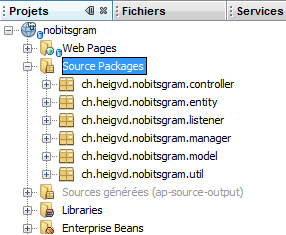 Projets Fichiers Services
nobitsgram
Web Pages
Source Packages
ch.heigvd.nobitsgram.controller
ch.heigvd.nobitsgram.entity
ch.heigvd.nobitsgram.listener
ch.heigvd.nobitsgram.manager
ch.heigvd.nobitsgram.model
ch.heigvd.nobitsgram.util
Sources générées (ap-source-output)
Libraries
Enterprise Beans